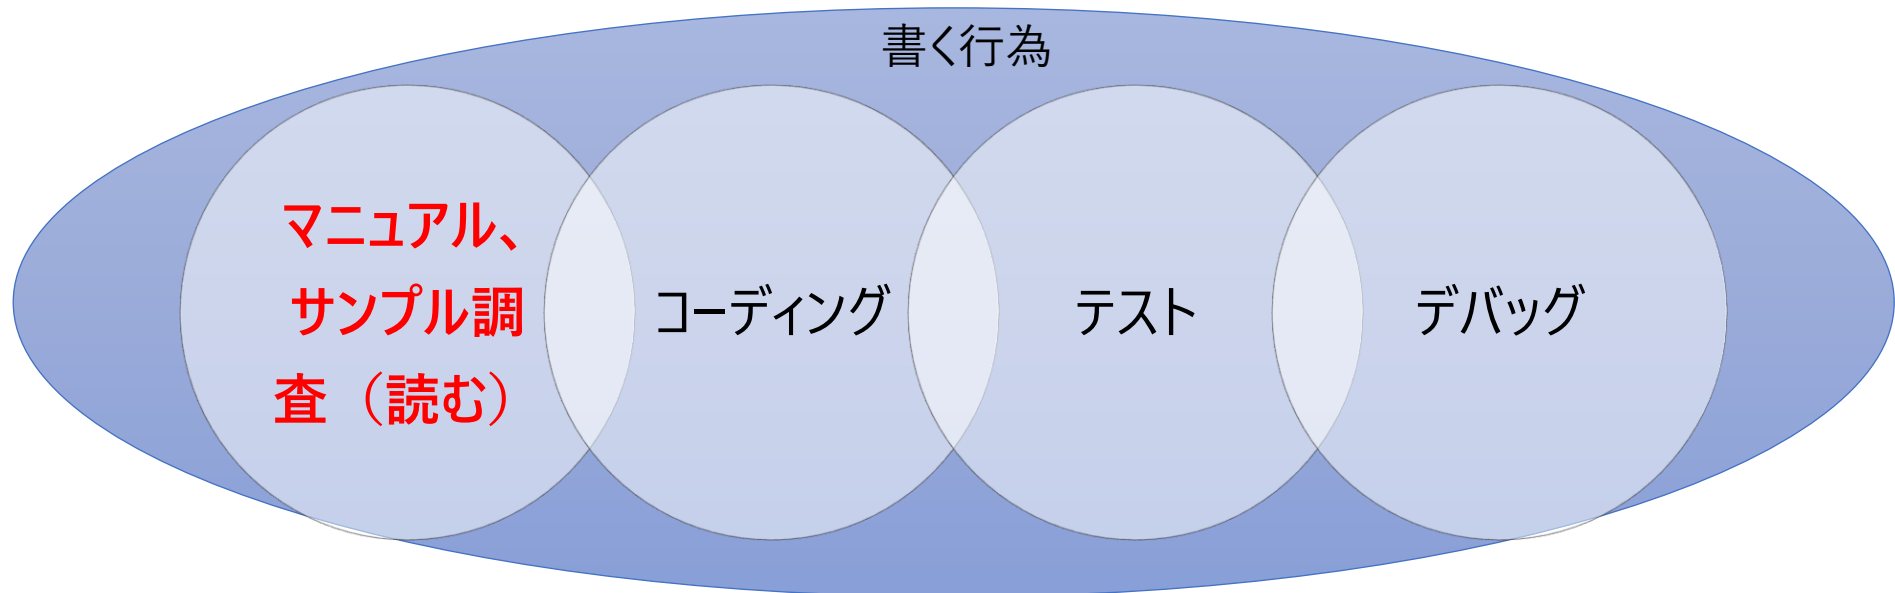 書く行為
マニュアル、
サンプル調
査（読む）
コーディング
テスト
デバッグ